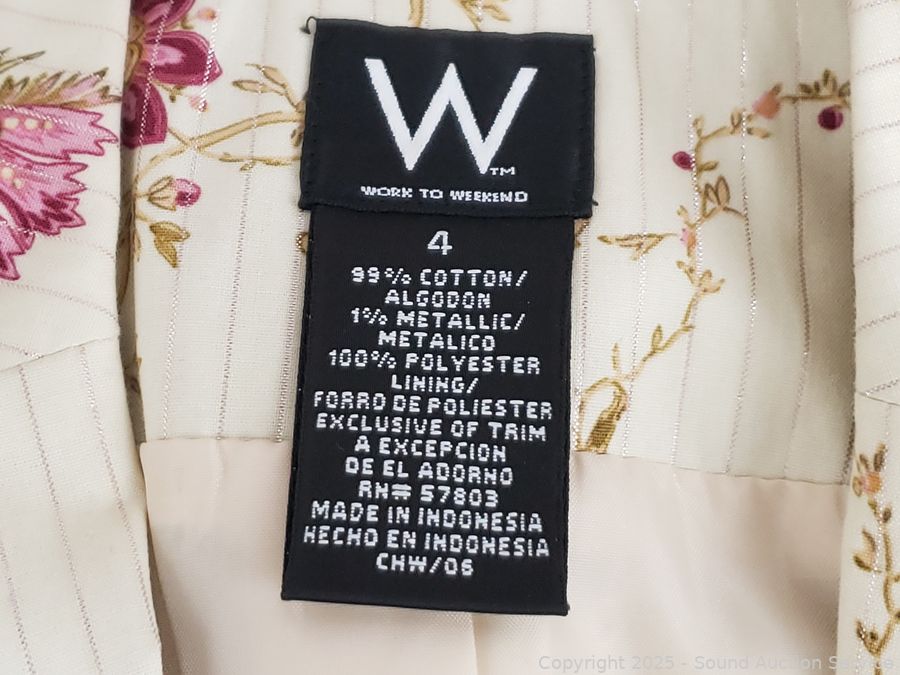 W™
WORK TO WEEKEND
4
99% COTTON/
ALGODON
1% METALLIC/
METALICO
100% POLYESTER
LINING/
FORRO DE POLIESTER
EXCLUSIVE OF TRIM
A EXCEPCION
DE EL ADORNO
RN# 57803
MADE IN INDONESIA
HECHO EN INDONESIA
CHW/06
Copyright 2025 - Sound Auction Service